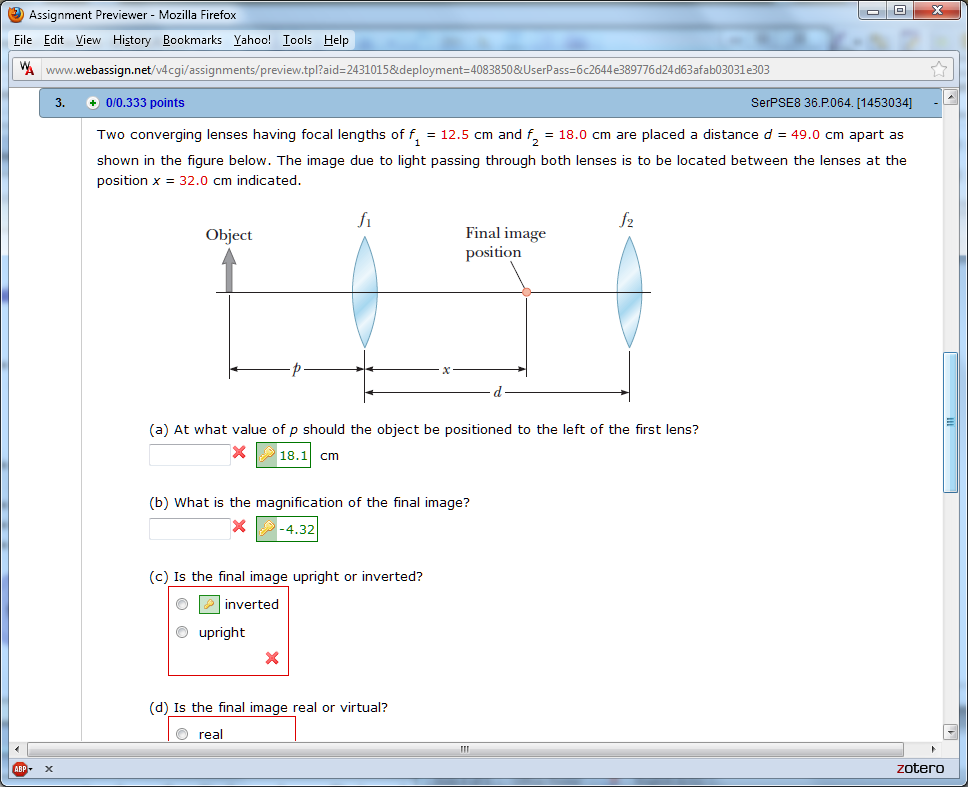 Assignment Previewer - Mozilla Firefox
File Edit View History Bookmarks Yahoo! Tools Help
WA www.webassign.net/v4cgi/assignments/preview.tpl?aid=2431015&deployment=4083850&UserPass=6c2644e389776d24d63afab03031e303
3. + 0/0.333 points SerPSE8 36.P.064. [1453034] -
Two converging lenses having focal lengths of f1 = 12.5 cm and f2 = 18.0 cm are placed a distance d = 49.0 cm apart as
shown in the figure below. The image due to light passing through both lenses is to be located between the lenses at the
position x = 32.0 cm indicated.
f1 f2
Object Final image
position
p x
d
(a) At what value of p should the object be positioned to the left of the first lens?
18.1 cm
(b) What is the magnification of the final image?
-4.32
(c) Is the final image upright or inverted?
inverted
upright
(d) Is the final image real or virtual?
real
ABP x zotero